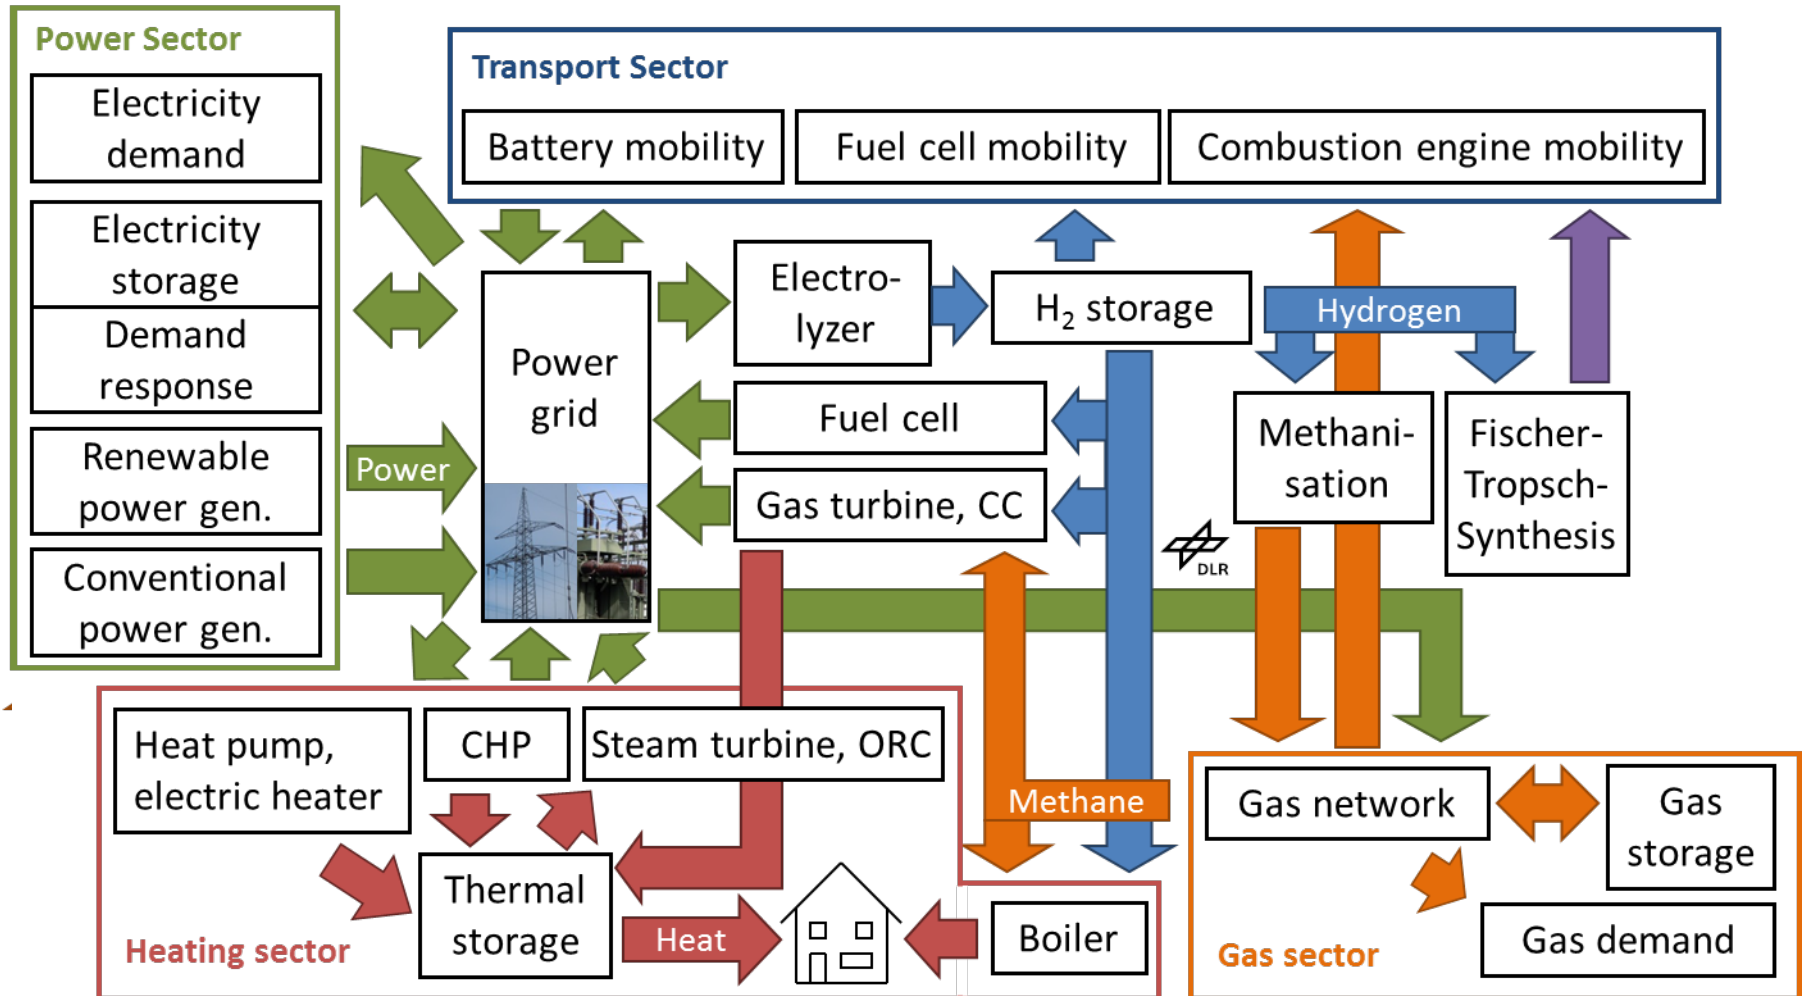 Power Sector
Electricity
demand
Electricity
storage
Demand
response
Renewable
power gen.
Conventional
power gen.
Power
Transport Sector
Battery mobility
Fuel cell mobility
Combustion engine mobility
Power
grid
Electro-
lyzer
H₂ storage
Hydrogen
Fuel cell
Gas turbine, CC
Methani-
sation
Fischer-
Tropsch-
Synthesis
DLR
Heat pump,
electric heater
CHP
Steam turbine, ORC
Thermal
storage
Heat
Boiler
Heating sector
Methane
Gas network
Gas
storage
Gas demand
Gas sector